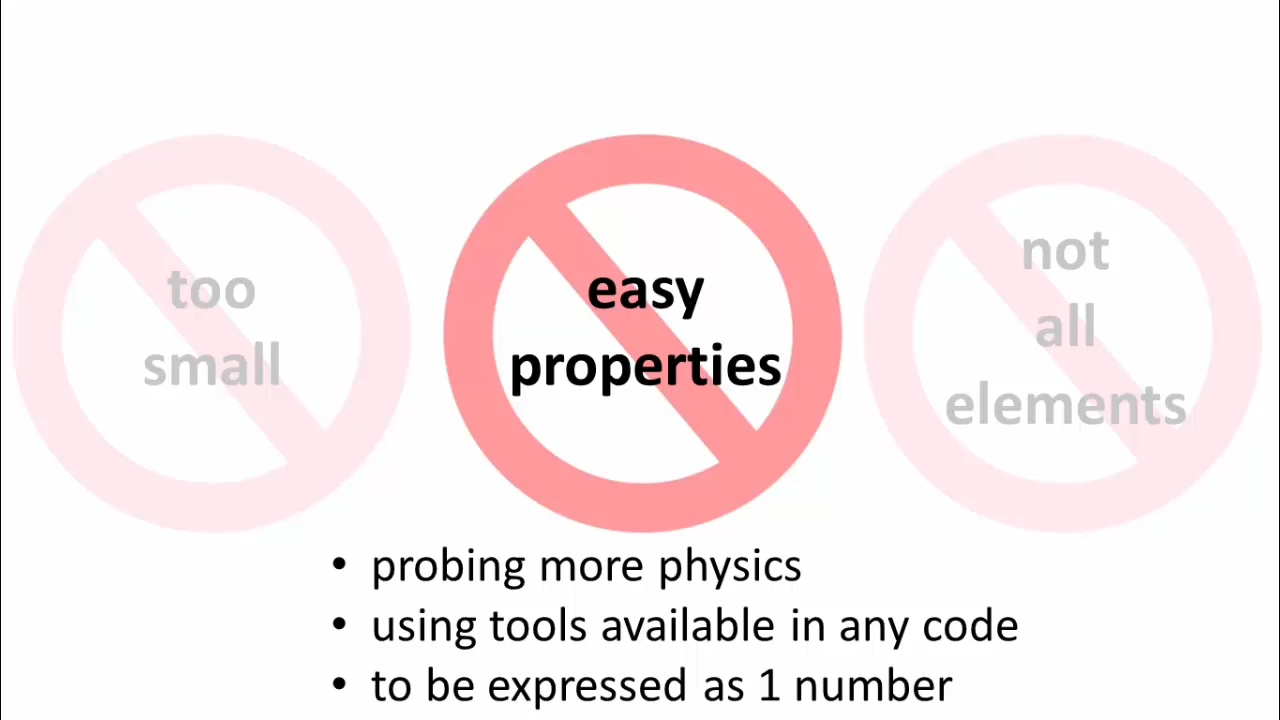 too
small
easy
properties
not
all
elements
• probing more physics
• using tools available in any code
• to be expressed as 1 number